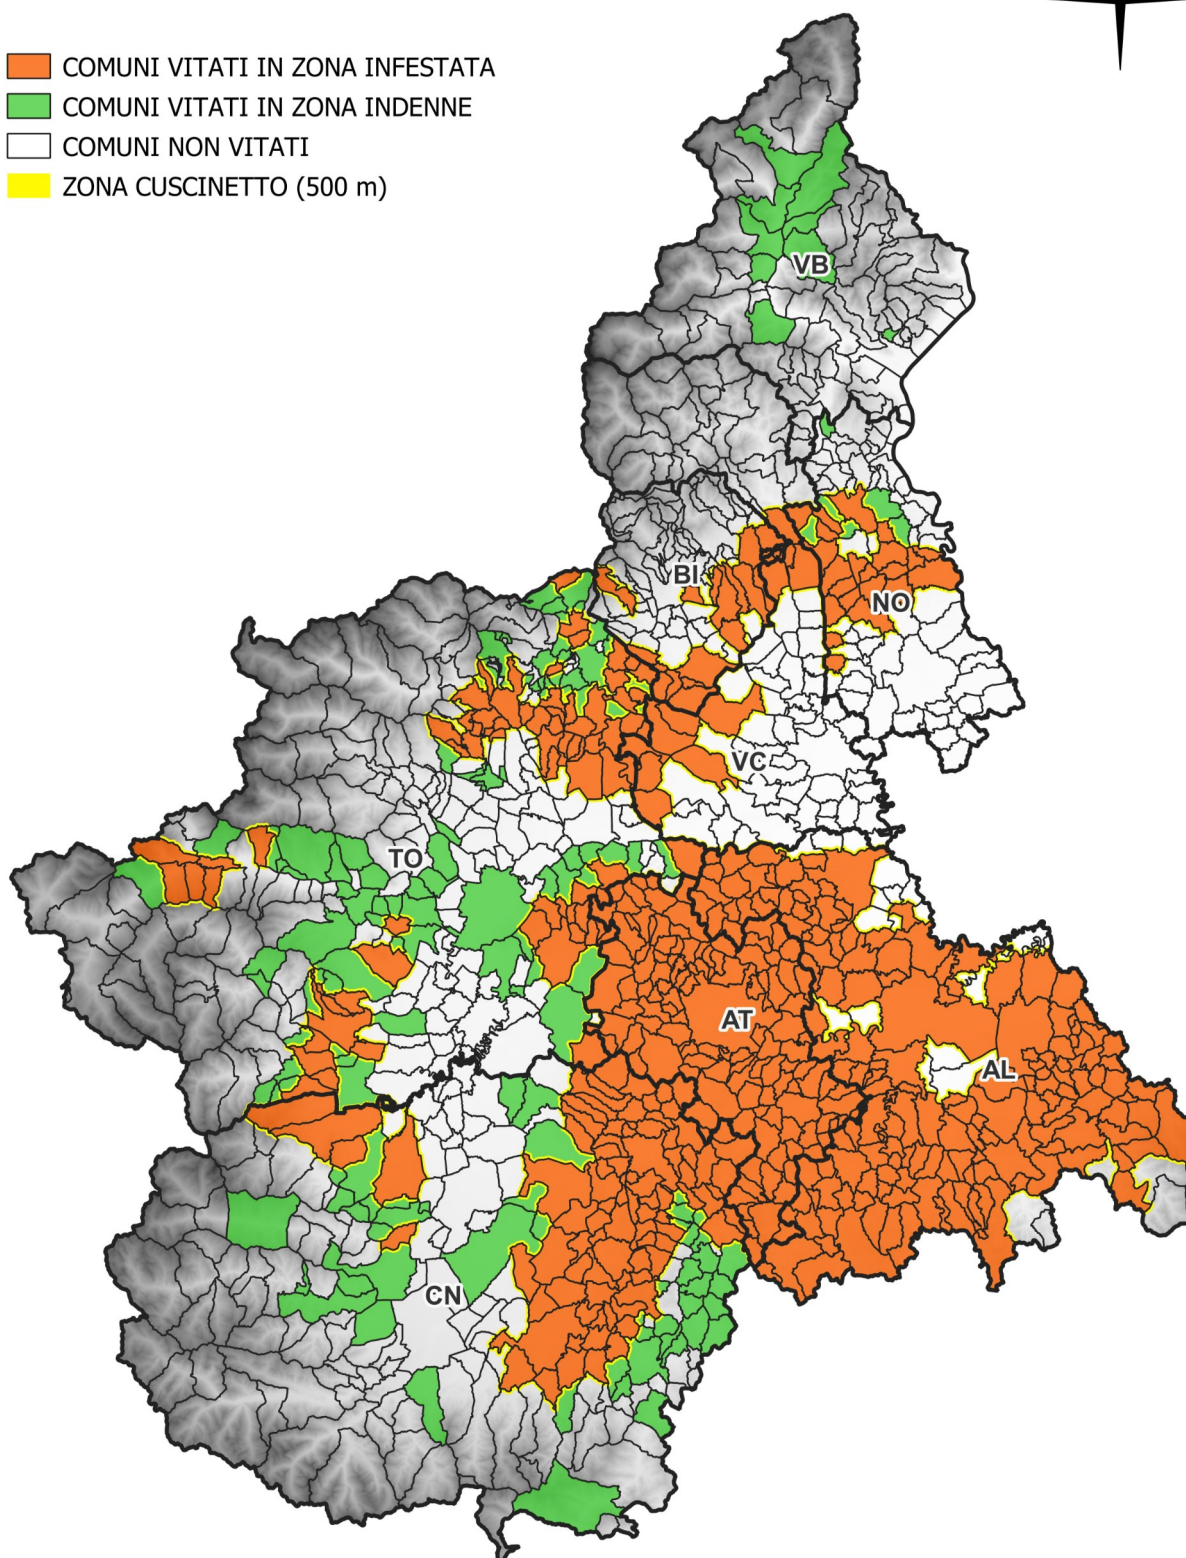 COMUNI VITATI IN ZONA INFESTATA
COMUNI VITATI IN ZONA INDENNE
COMUNI NON VITATI
ZONA CUSCINETTO (500 m)
VB
BI
NO
VC
TO
AT
AL
CN